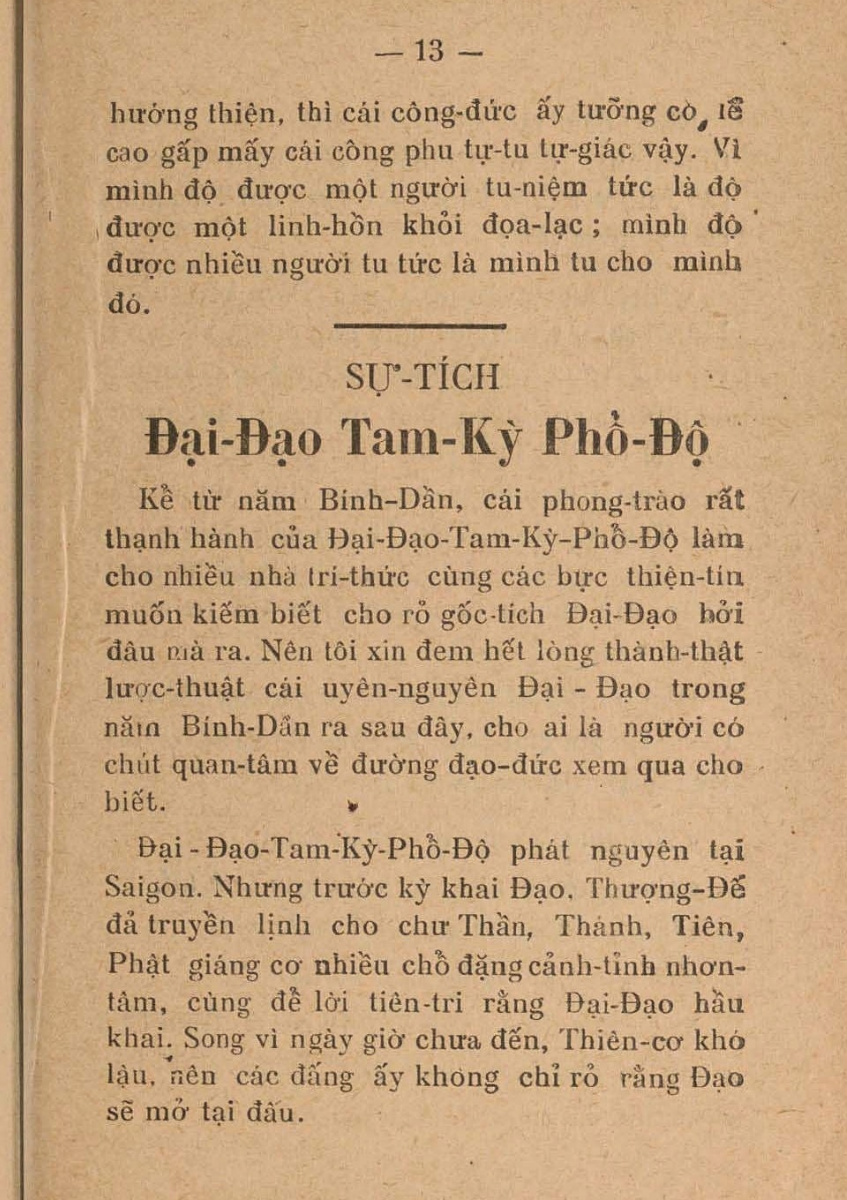 — 13 —
hướng thiện, thì cái công-đức ấy tưởng có lẽ
cao gấp mấy cái công phu tự-tu tự-giác vậy. Vì
mình độ được một người tu-niệm tức là độ
được một linh-hồn khỏi đọa-lạc ; mình độ
được nhiều người tu tức là mình tu cho mình
đó.
SỰ-TÍCH
Đại-Đạo Tam-Kỳ Phổ-Độ
Kể từ năm Bính-Dần, cái phong-trào rất
thạnh hành của Đại-Đạo-Tam-Kỳ-Phổ-Độ làm
cho nhiều nhà trí-thức cùng các bực thiện-tín
muốn kiếm biết cho rỏ gốc-tích Đại-Đạo bởi
đâu mà ra. Nên tôi xin đem hết lòng thành-thật
lược-thuật cái uyên-nguyên Đại - Đạo trong
năm Bính-Dần ra sau đây, cho ai là người có
chút quan-tâm về đường đạo-đức xem qua cho
biết.
Đại - Đạo-Tam-Kỳ-Phổ-Độ phát nguyên tại
Saigon. Nhưng trước kỳ khai Đạo, Thượng-Đế
đả truyền lịnh cho chư Thần, Thánh, Tiên,
Phật giáng cơ nhiều chổ đặng cảnh-tỉnh nhơn-
tâm, cùng để lời tiên-tri rằng Đại-Đạo hầu
khai. Song vì ngày giờ chưa đến, Thiên-cơ khó
lậu, nên các đấng ấy không chỉ rỏ rằng Đạo
sẽ mở tại đâu.